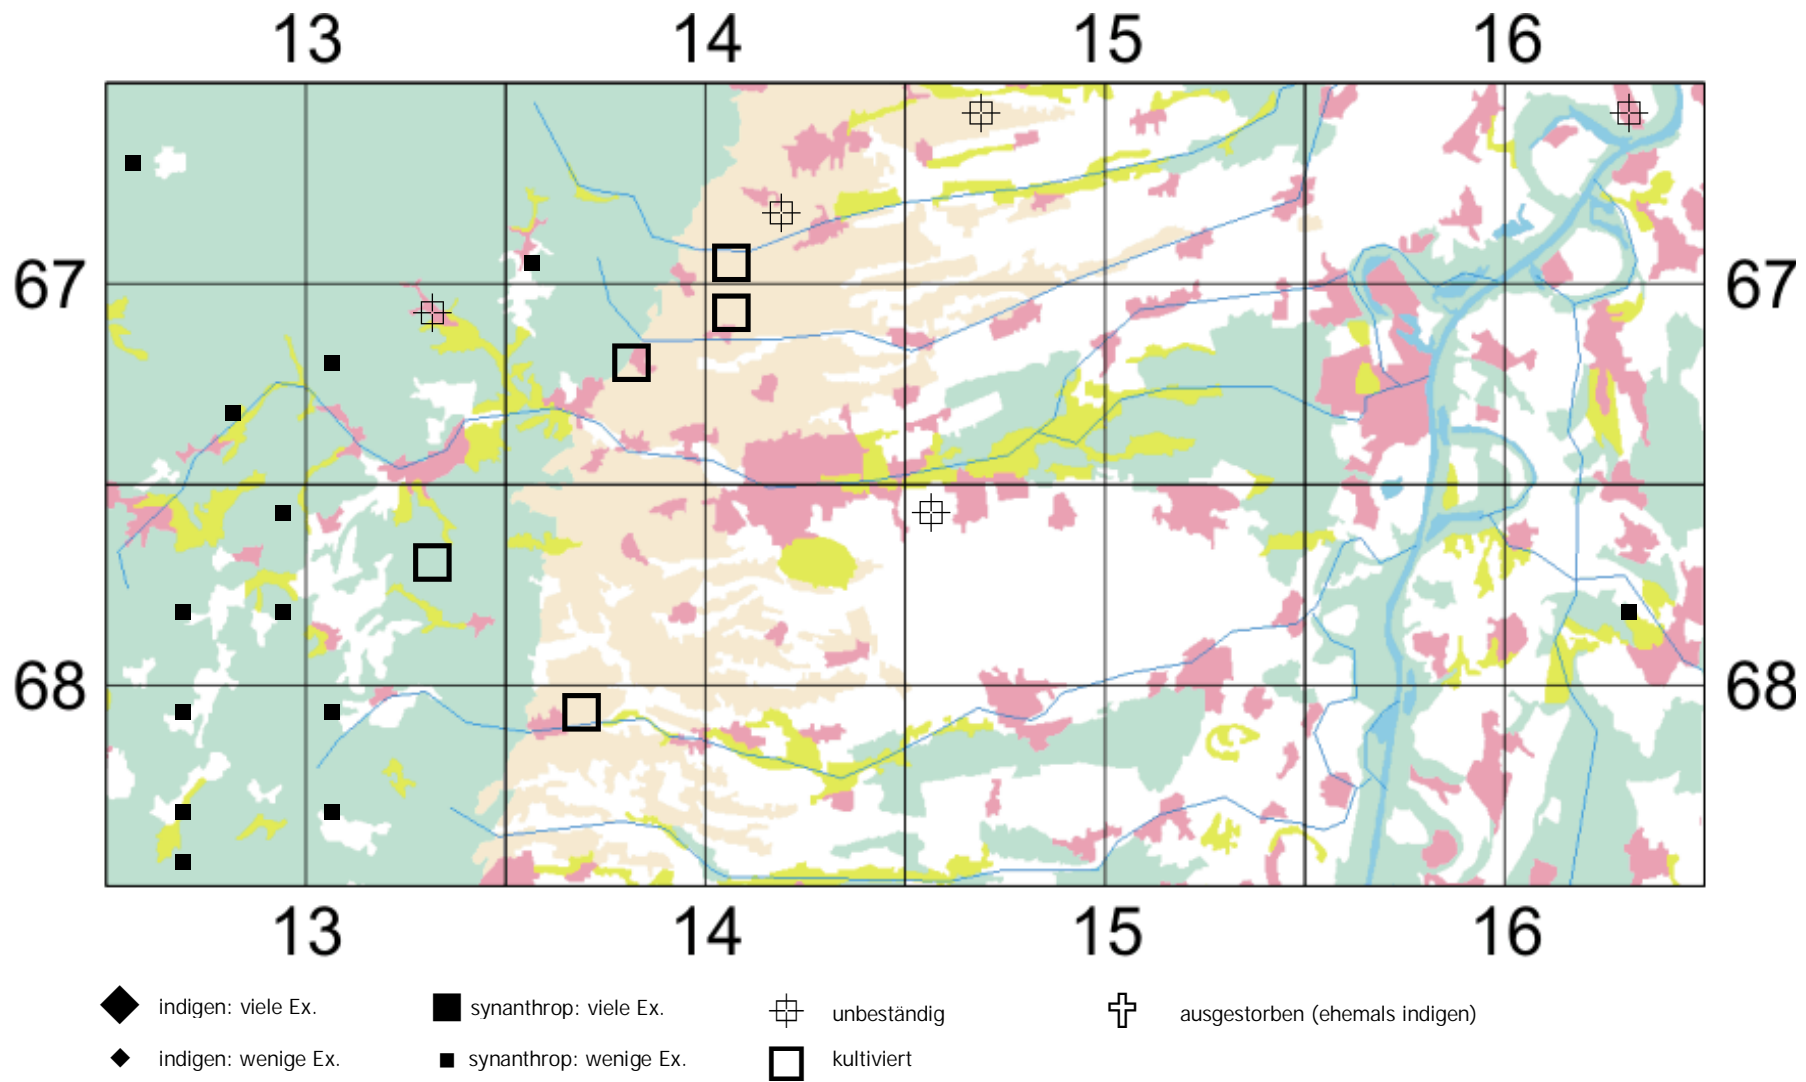 13 14 15 16
67 67
68 68
13 14 15 16
indigen: viele Ex. synanthrop: viele Ex. unbeständig ausgestorben (ehemals indigen)
indigen: wenige Ex. synanthrop: wenige Ex. kultiviert